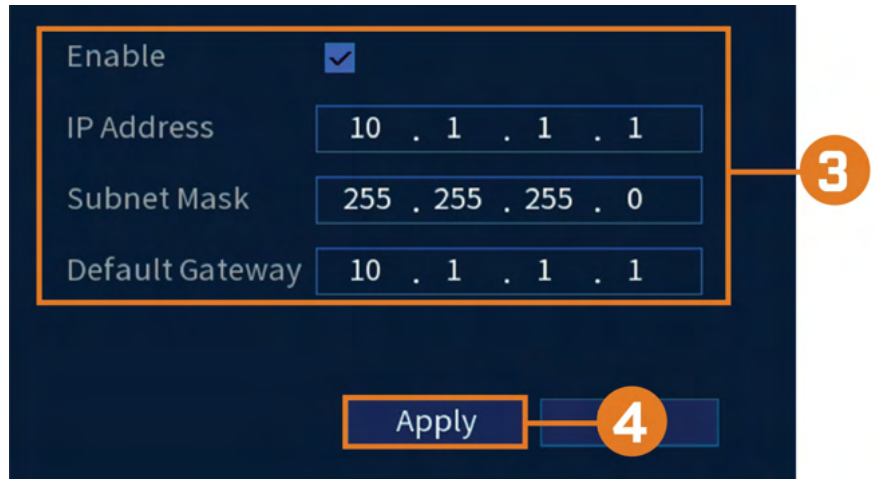 Enable
IP Address 10 . 1 . 1 . 1
Subnet Mask 255 . 255 . 255 . 0
Default Gateway 10 . 1 . 1 . 1
3
Apply
4